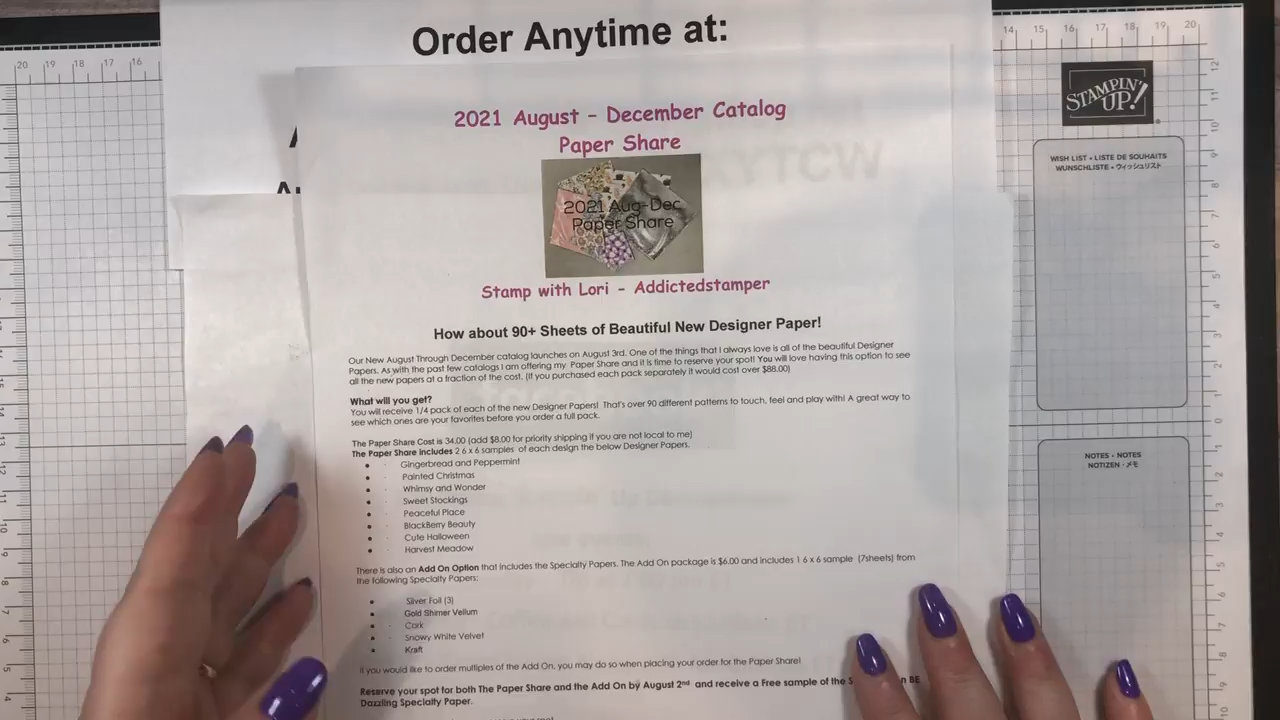 Order Anytime at:
2021 August - December Catalog
Paper Share
2021 Aug-Dec
Paper Share
Stamp with Lori - Addictedstamper
How about 90+ Sheets of Beautiful New Designer Paper!
Our New August Through December catalog launches on August 3rd. One of the things that I always love is all of the beautiful Designer
Papers. As with the past few catalogs I am offering my Paper Share and it is time to reserve your spot! You will love having this option to see
all the new papers at a fraction of the cost. (if you purchased each pack separately it would cost over $88.00)
What will you get?
You will receive 1/4 pack of each of the new Designer Papers! That's over 90 different patterns to touch, feel and play with! A great way to
see which ones are your favorites before you order a full pack.
The Paper Share Cost is 34.00 (add $8.00 for priority shipping if you are not local to me)
The Paper Share Includes 2 6 x 6 samples of each design the below Designer Papers.
Gingerbread and Peppermint
Painted Christmas
Whimsy and Wonder
Sweet Stockings
Peaceful Place
BlackBerry Beauty
Cute Halloween
Harvest Meadow
There is also an Add On Option that includes the Specialty Papers. The Add On package is $6.00 and includes 1 6 x 6 sample (7sheets) from
the following Specialty Papers:
Silver Foil (3)
Gold Shimer Vellum
Cork
Snowy White Velvet
Kraft
If you would like to order multiples of the Add On, you may do so when placing your order for the Paper Share!
Reserve your spot for both The Paper Share and the Add On by August 2nd and receive a Free sample of the
Dazzling Specialty Paper.
STAMPIN' UP!
WISH LIST • LISTE DE SOUHAITS
WUNSCHLISTE • ウィッシュリスト
NOTES • NOTES
NOTIZEN • メモ
20 19 18 17 16
14 15 16 17 18 19 20